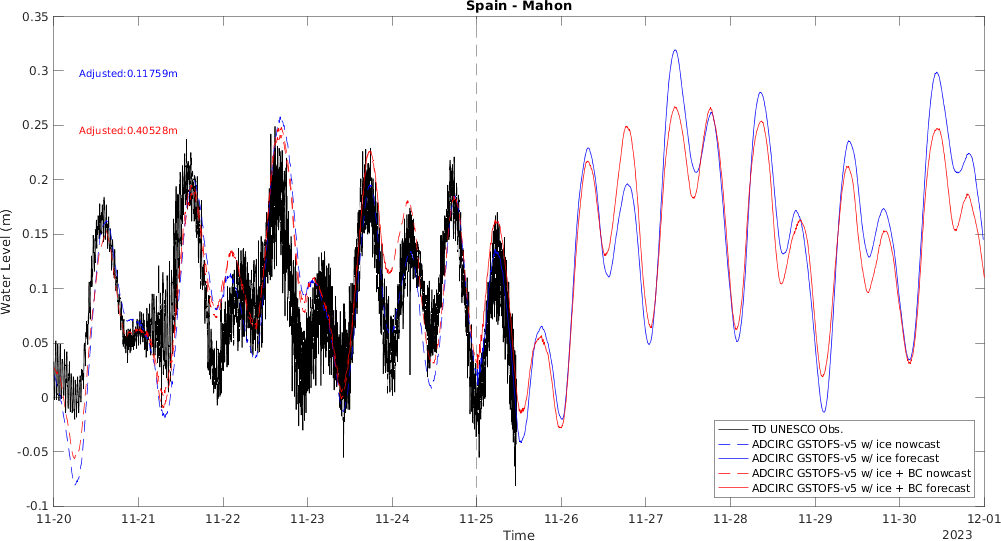 Spain - Mahon
0.35
0.3
0.25
0.2
0.15
0.1
0.05
0
-0.05
-0.1
Water Level (m)
Adjusted:0.11759m
Adjusted:0.40528m
TD UNESCO Obs.
ADCIRC GSTOFS-v5 w/ ice nowcast
ADCIRC GSTOFS-v5 w/ ice forecast
ADCIRC GSTOFS-v5 w/ ice + BC nowcast
ADCIRC GSTOFS-v5 w/ ice + BC forecast
11-20 11-21 11-22 11-23 11-24 11-25 11-26 11-27 11-28 11-29 11-30 12-01
Time
2023